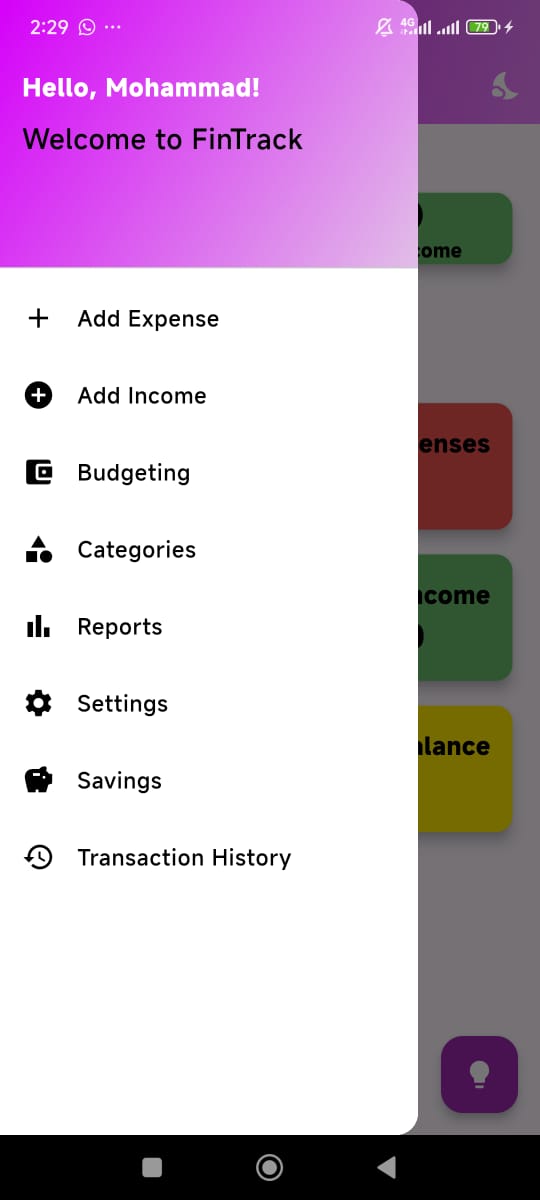 2:29
4G
79
Hello, Mohammad!
Welcome to FinTrack
Add Expense
Add Income
Budgeting
Categories
Reports
Settings
Savings
Transaction History
come
enses
ncome
alance